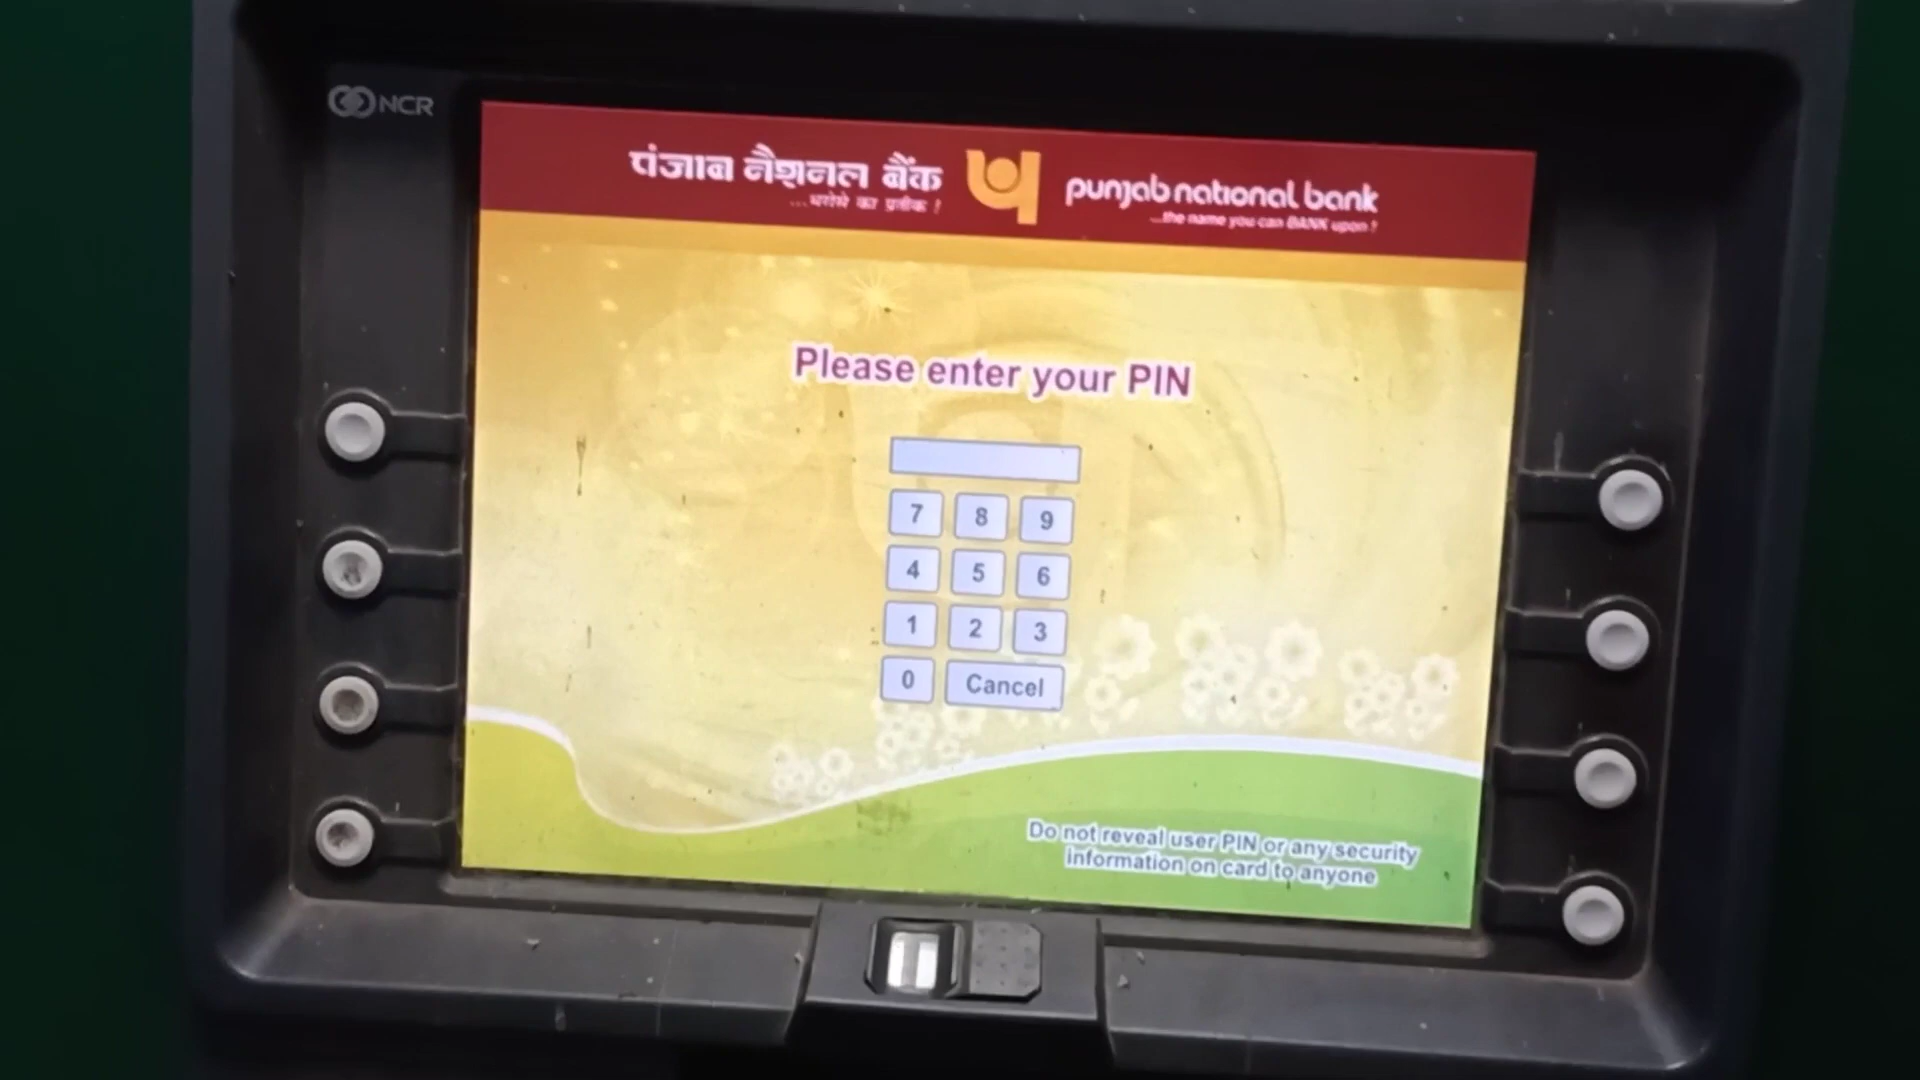 NCR
पंजाब नैशनल बैंक
...भरोसे का प्रतीक !
punjab national bank
...the name you can BANK upon !
Please enter your PIN
7 8 9
4 5 6
1 2 3
0 Cancel
Do not reveal user PIN or any security
information on card to anyone